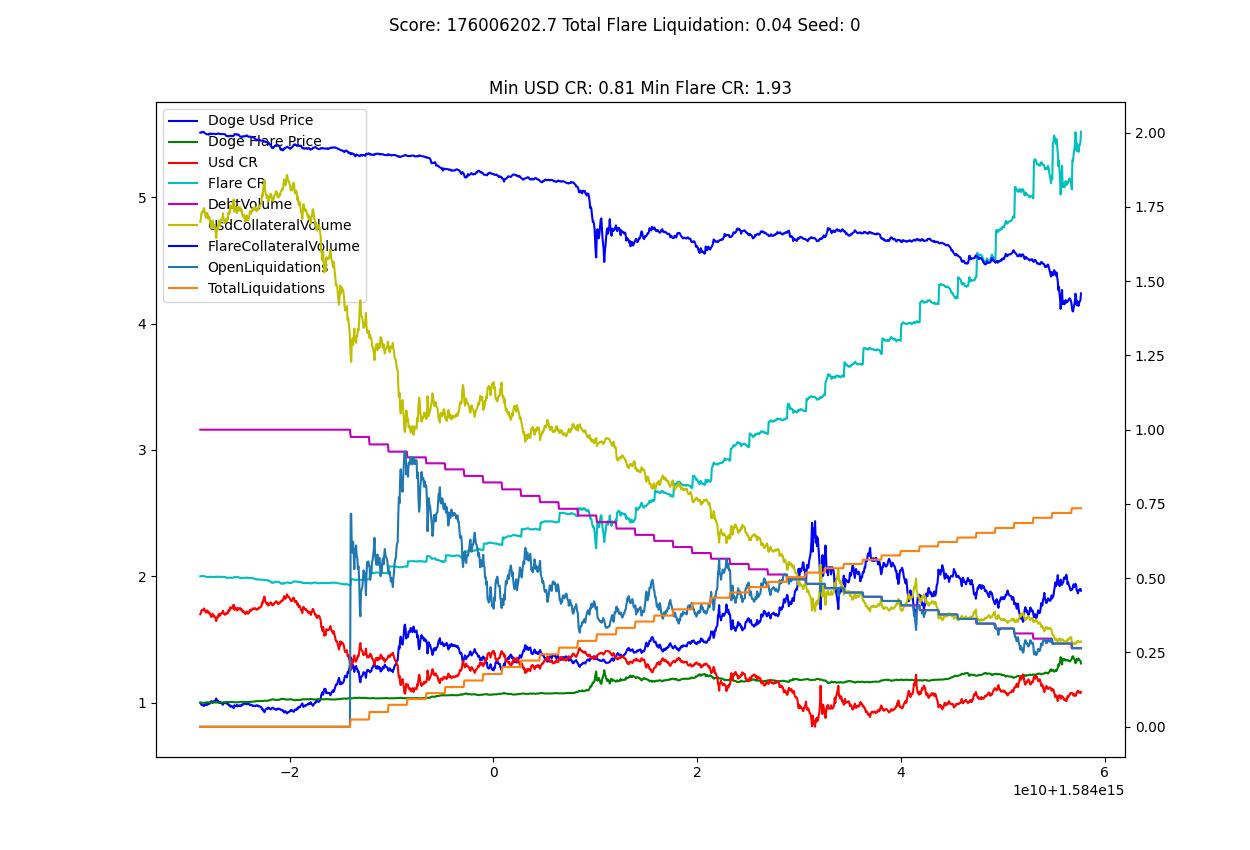 Score: 176006202.7 Total Flare Liquidation: 0.04 Seed: 0
Min USD CR: 0.81 Min Flare CR: 1.93
Doge Usd Price
Doge Flare Price
Usd CR
Flare CR
DebtVolume
UsdCollateralVolume
FlareCollateralVolume
OpenLiquidations
TotalLiquidations
5
4
3
2
1
2.00
1.75
1.50
1.25
1.00
0.75
0.50
0.25
0.00
−2
0
2
4
6
1e10+1.584e15